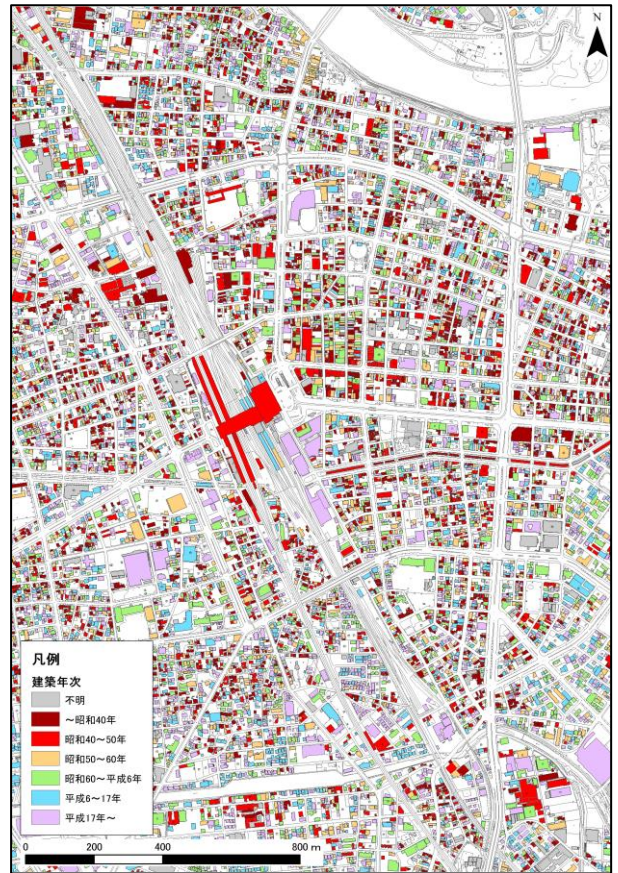 N
凡例
建築年次
不明
～昭和40年
昭和40～50年
昭和50～60年
昭和60～平成6年
平成6～17年
平成17年～
0 200 400 800 m